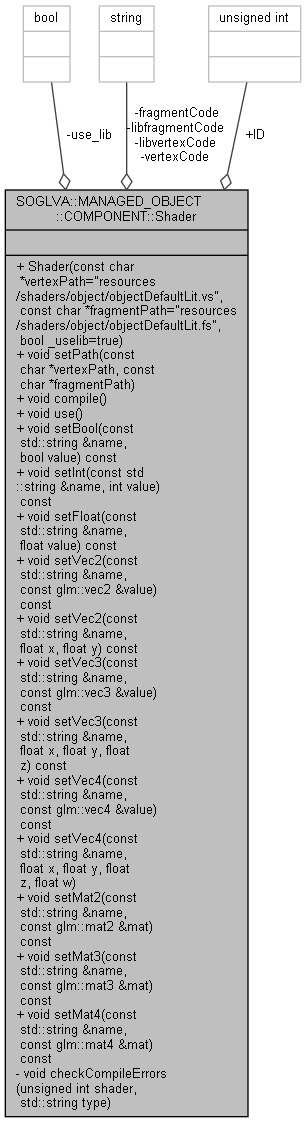 bool
string
unsigned int
-use_lib
-fragmentCode
-libfragmentCode
-libvertexCode
-vertexCode
+ID
SOGLVA::MANAGED_OBJECT
::COMPONENT::Shader
+ Shader(const char
*vertexPath="resources
/shaders/object/objectDefaultLit.vs",
const char *fragmentPath="resources
/shaders/object/objectDefaultLit.fs",
bool _uselib=true)
+ void setPath(const
char *vertexPath, const
char *fragmentPath)
+ void compile()
+ void use()
+ void setBool(const
std::string &name,
bool value) const
+ void setInt(const std
::string &name, int value)
const
+ void setFloat(const
std::string &name,
float value) const
+ void setVec2(const
std::string &name,
const glm::vec2 &value)
const
+ void setVec2(const
std::string &name,
float x, float y) const
+ void setVec3(const
std::string &name,
const glm::vec3 &value)
const
+ void setVec3(const
std::string &name,
float x, float y, float
z) const
+ void setVec4(const
std::string &name,
const glm::vec4 &value)
const
+ void setVec4(const
std::string &name,
float x, float y, float
z, float w)
+ void setMat2(const
std::string &name,
const glm::mat2 &mat)
const
+ void setMat3(const
std::string &name,
const glm::mat3 &mat)
const
+ void setMat4(const
std::string &name,
const glm::mat4 &mat)
const
- void checkCompileErrors
(unsigned int shader,
std::string type)